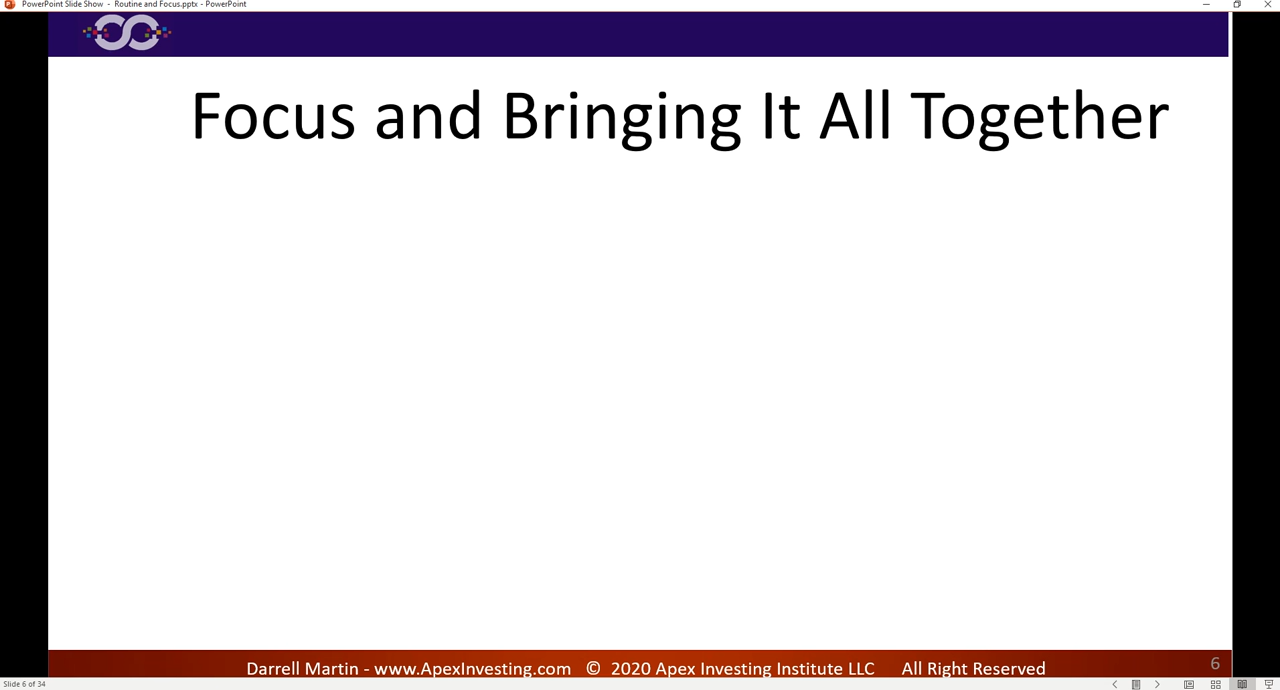 PowerPoint Slide Show - Routine and Focus.pptx - PowerPoint
Focus and Bringing It All Together
Darrell Martin - www.ApexInvesting.com © 2020 Apex Investing Institute LLC All Right Reserved
6
Slide 6 of 34